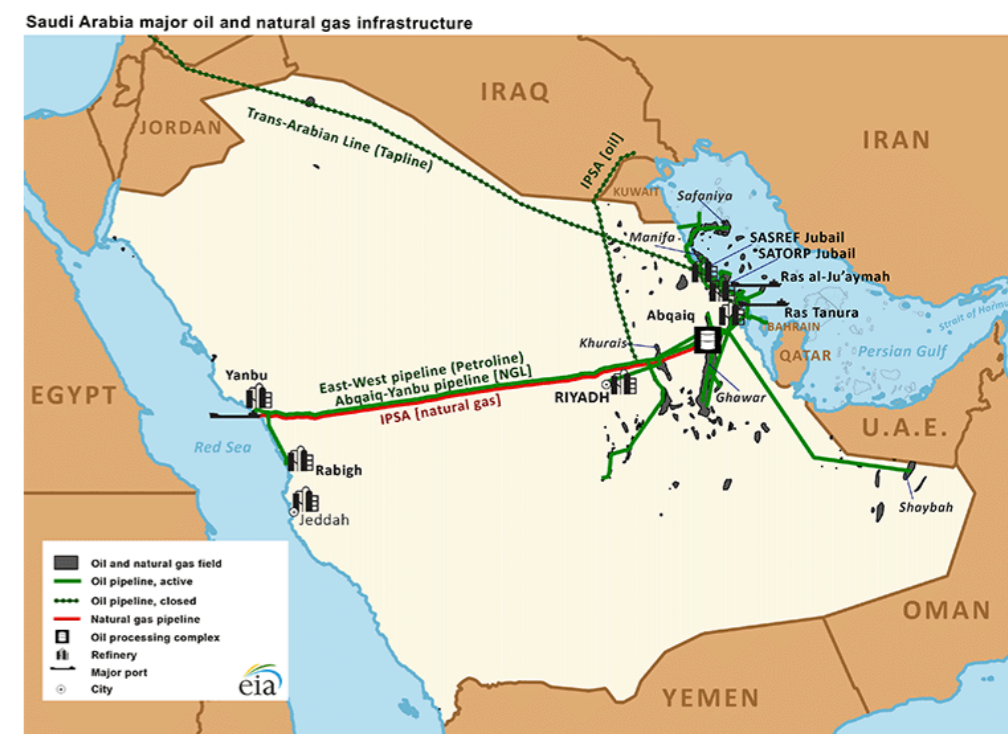 Saudi Arabia major oil and natural gas infrastructure
IRAQ
JORDAN
IRAN
Trans-Arabian Line (Tapline)
IPSA [oil]
KUWAIT
Safaniya
Manifa
SASREF Jubail
SATORP Jubail
Ras al-Ju'aymah
Ras Tanura
Abqaiq
BAHRAIN
Strait of Hormu
Khurais
QATAR
Persian Gulf
East-West pipeline (Petroline)
Abqaiq-Yanbu pipeline [NGL]
IPSA [natural gas]
Yanbu
EGYPT
RIYADH
Ghawar
U.A.E.
Red Sea
Rabigh
Shaybah
Jeddah
Oil and natural gas field
Oil pipeline, active
Oil pipeline, closed
Natural gas pipeline
Oil processing complex
Refinery
Major port
City
eia
OMAN
YEMEN